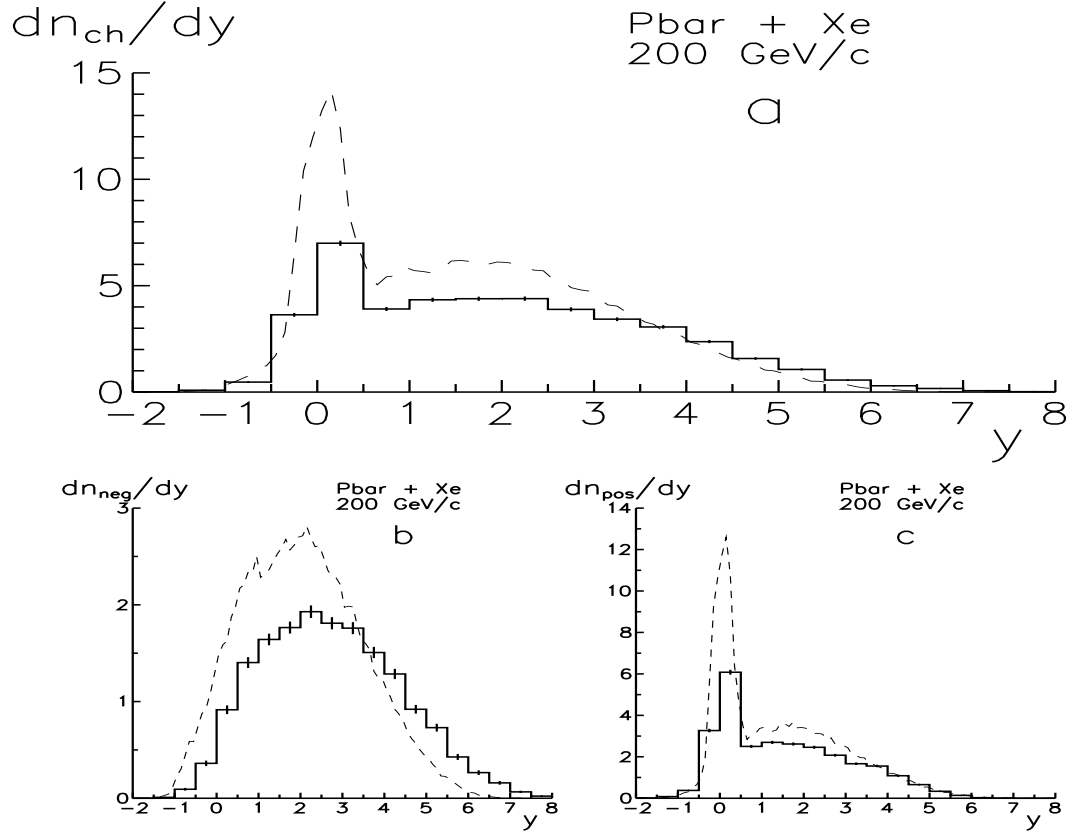 dn_ch/dy
Pbar + Xe
200 GeV/c
a
15
10
5
0
-2 -1 0 1 2 3 4 5 6 7 8
y
dn_neg/dy
Pbar + Xe
200 GeV/c
b
3
2
1
0
-2 -1 0 1 2 3 4 5 6 7 8
y
dn_pos/dy
Pbar + Xe
200 GeV/c
c
14
12
10
8
6
4
2
0
-2 -1 0 1 2 3 4 5 6 7 8
y